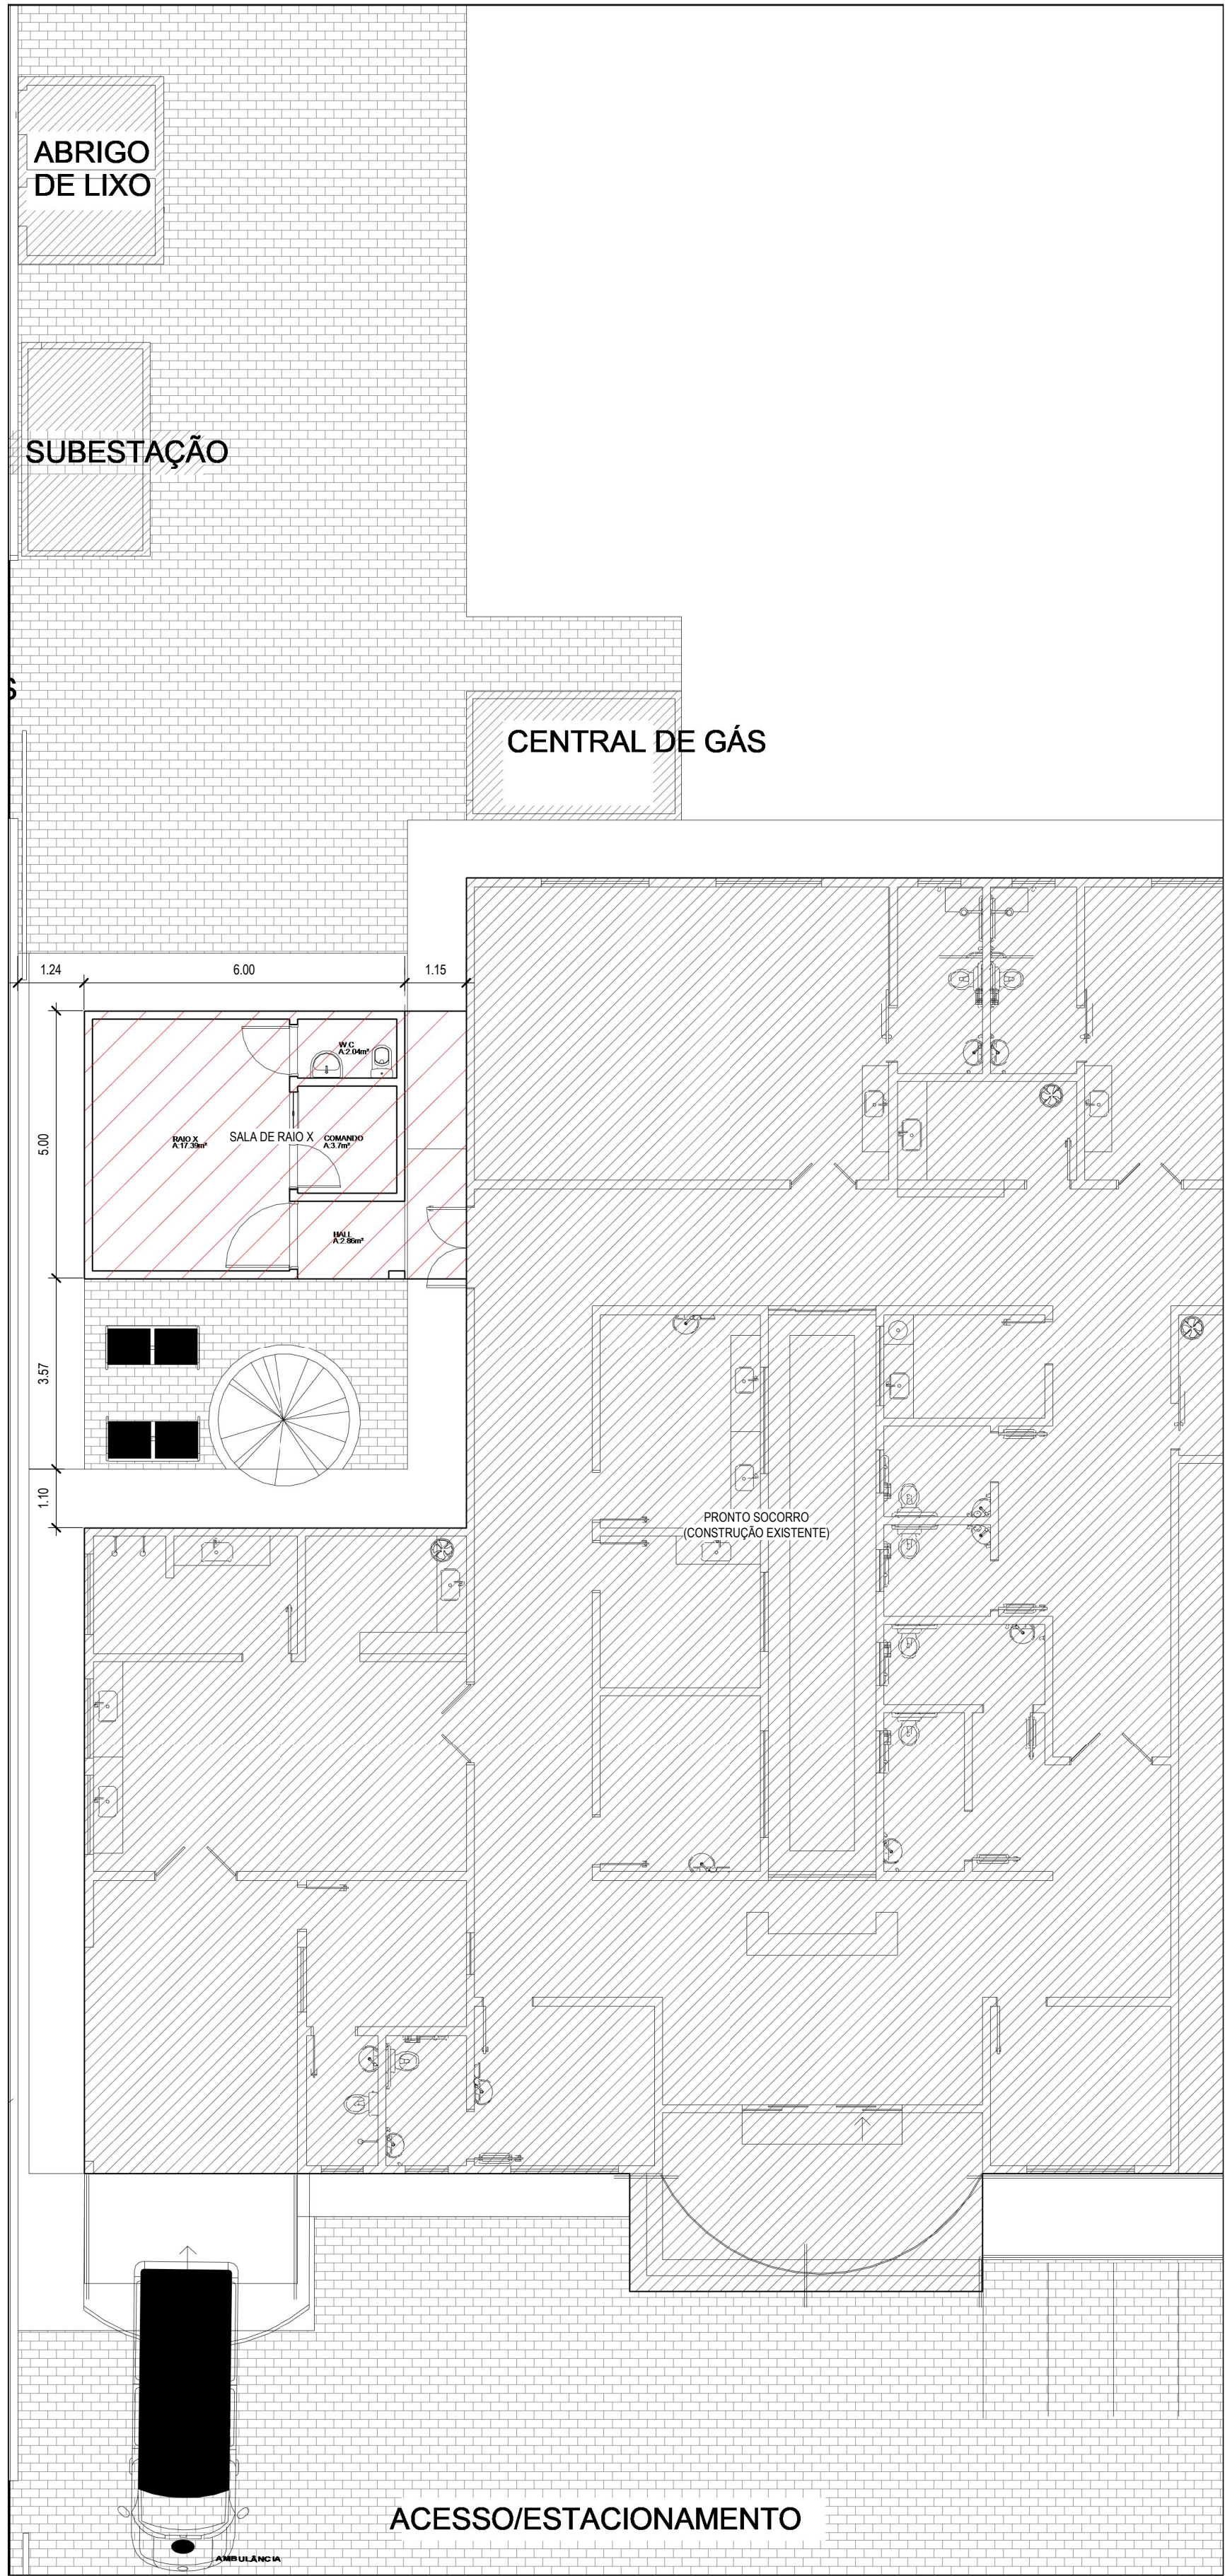 ABRIGO
DE LIXO
SUBESTAÇÃO
S
CENTRAL DE GÁS
1.24
6.00
1.15
W.C
A:2.04m²
5.00
RAIO X
A:17.39m²
SALA DE RAIO X
COMANDO
A:3.7m²
HALL
A:2.86m²
3.57
1.10
PRONTO SOCORRO
(CONSTRUÇÃO EXISTENTE)
ACESSO/ESTACIONAMENTO
AMBULÂNCIA